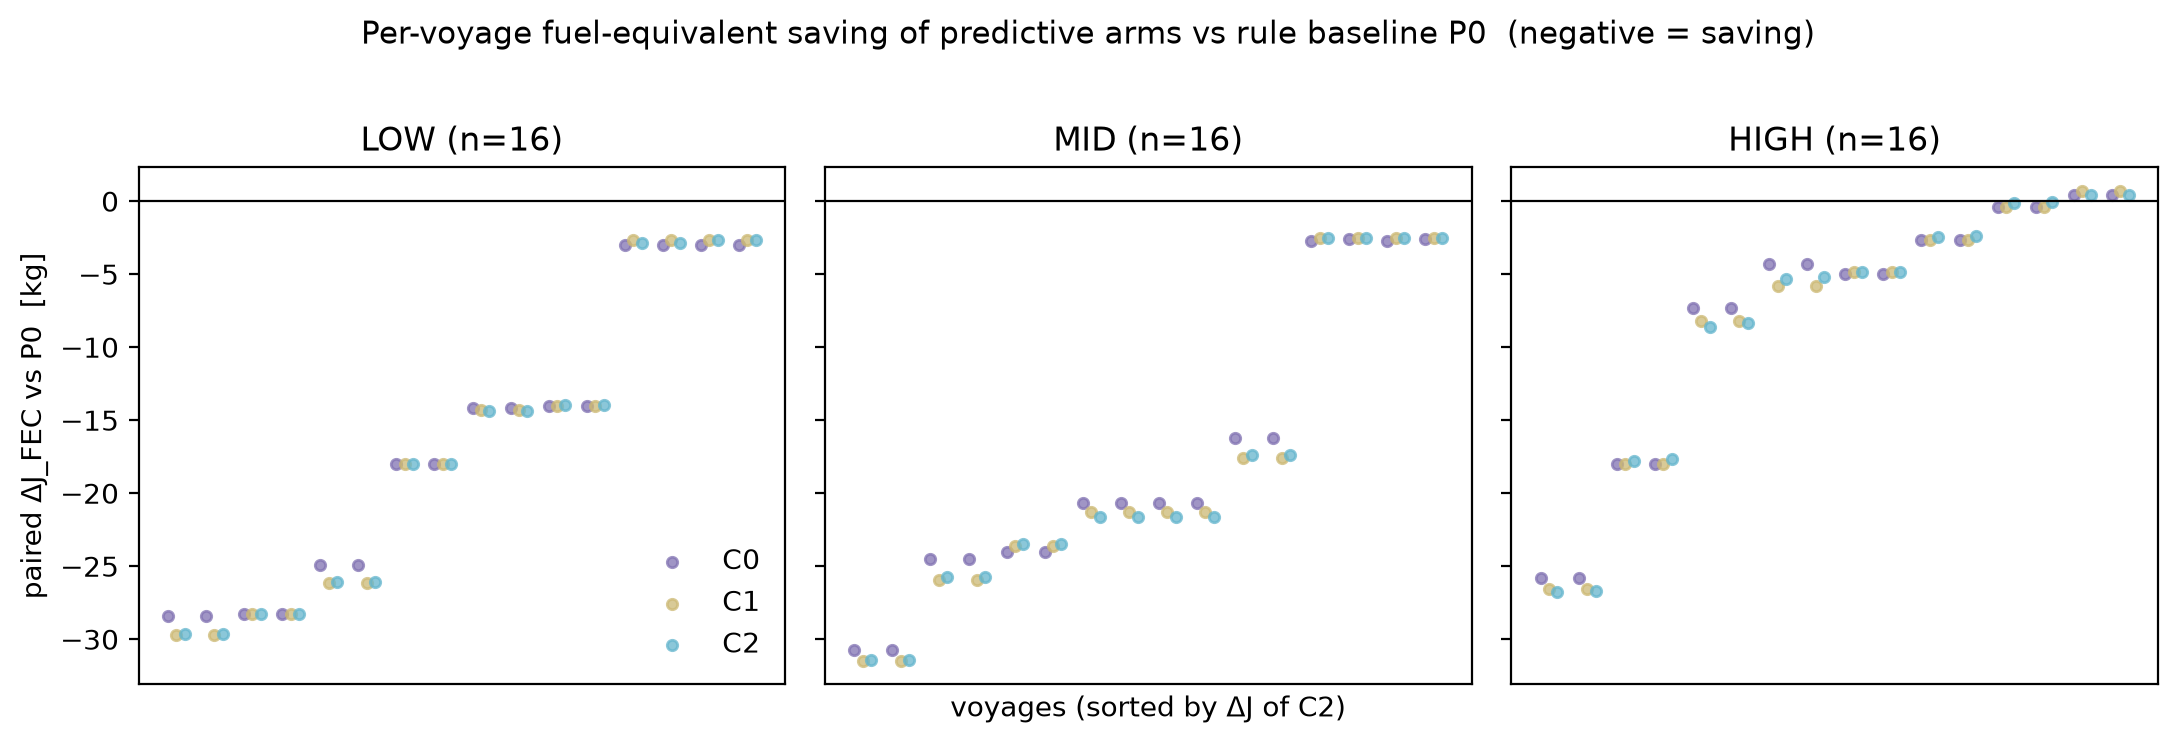 Per-voyage fuel-equivalent saving of predictive arms vs rule baseline P0  (negative = saving)
LOW (n=16)
MID (n=16)
HIGH (n=16)
paired ΔJ_FEC vs P0  [kg]
0
−5
−10
−15
−20
−25
−30
C0
C1
C2
voyages (sorted by ΔJ of C2)